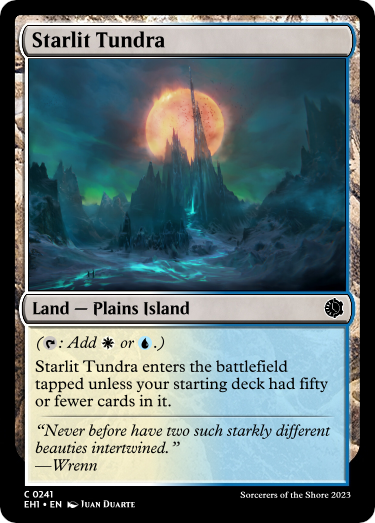 Starlit Tundra
Land — Plains Island
(: Add or .)
Starlit Tundra enters the battlefield
tapped unless your starting deck had fifty
or fewer cards in it.
“Never before have two such starkly different
beauties intertwined.”
—Wrenn
C 0241
EH1 • EN Juan Duarte
Sorcerers of the Shore 2023